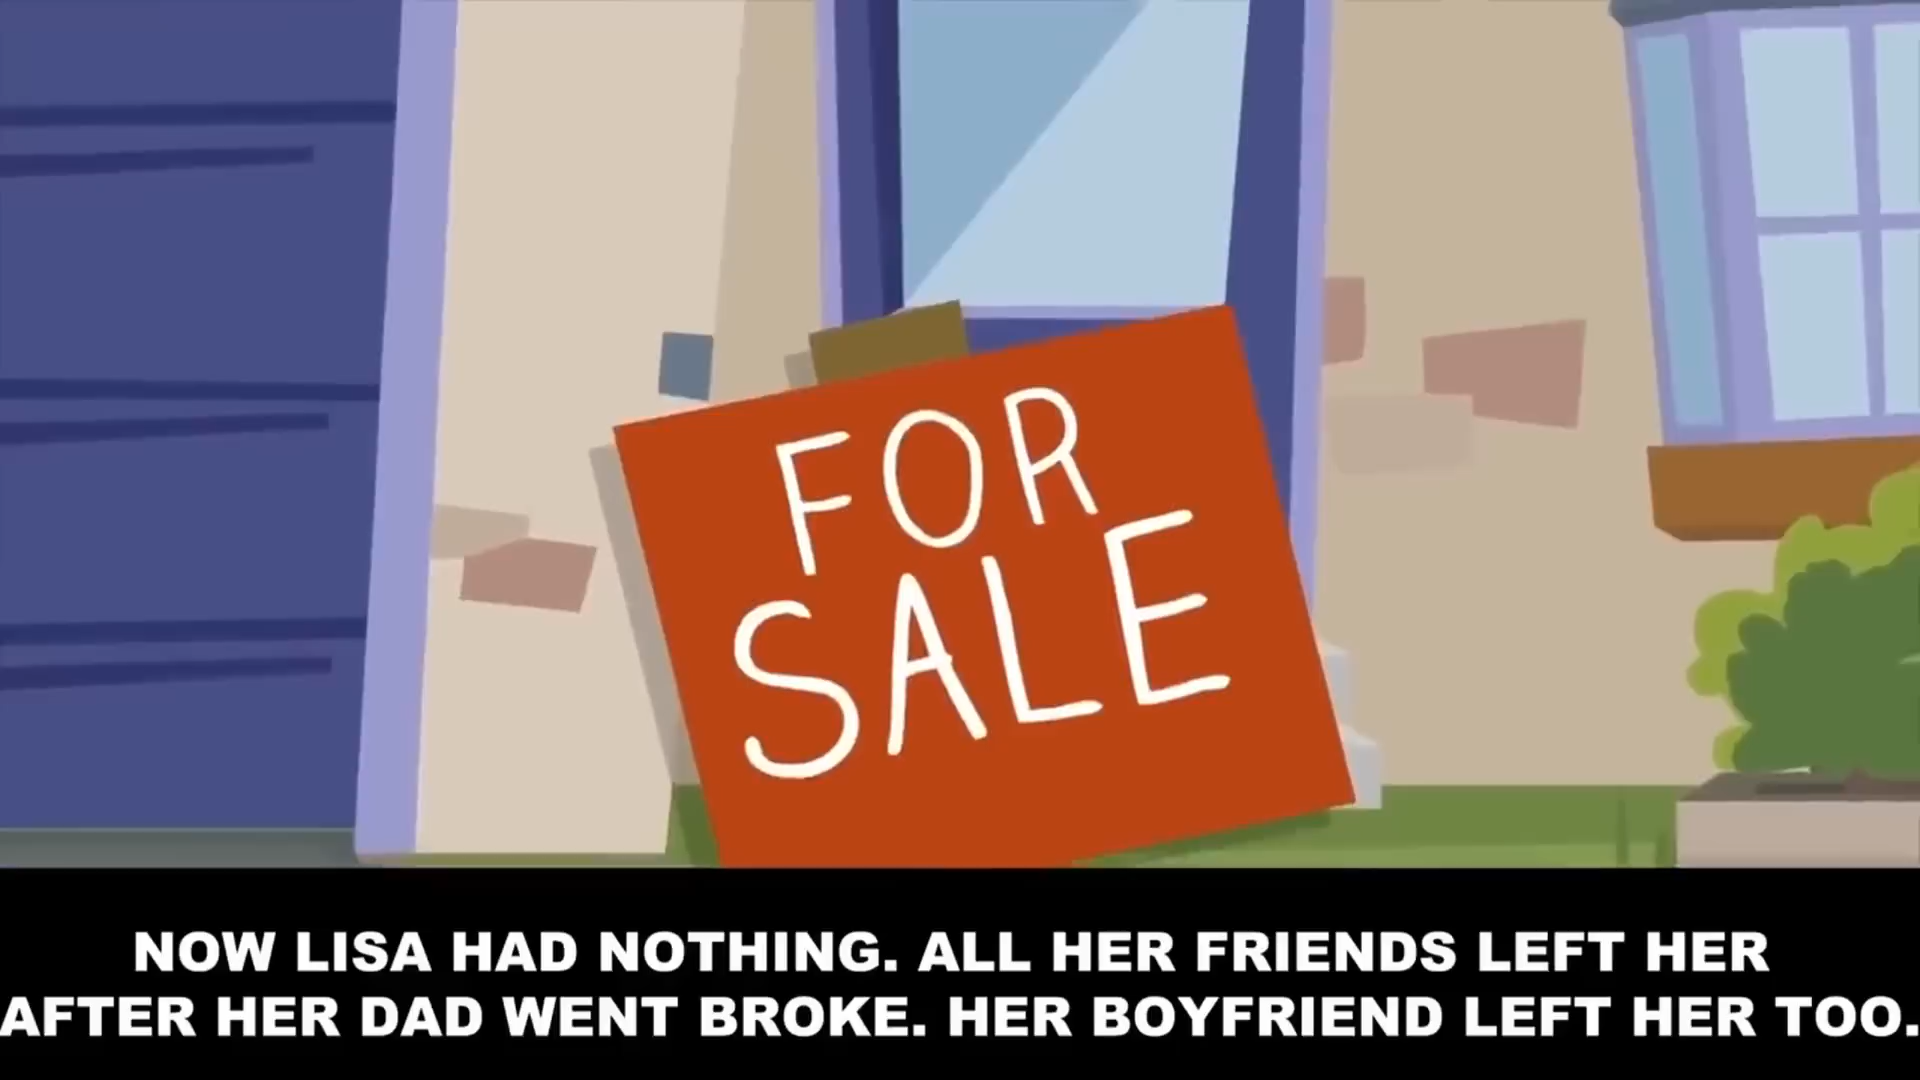 FOR
SALE
NOW LISA HAD NOTHING. ALL HER FRIENDS LEFT HER
AFTER HER DAD WENT BROKE. HER BOYFRIEND LEFT HER TOO.